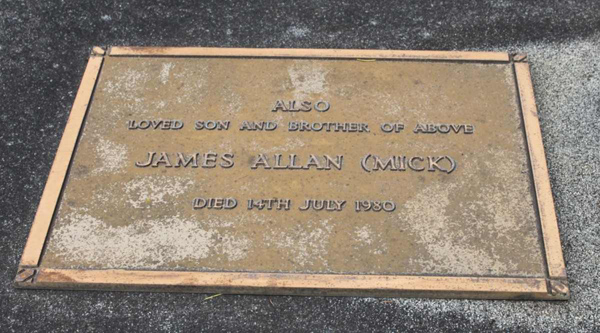 ALSO
LOVED SON AND BROTHER OF ABOVE
JAMES ALLAN (MICK)
DIED 14TH JULY 1980